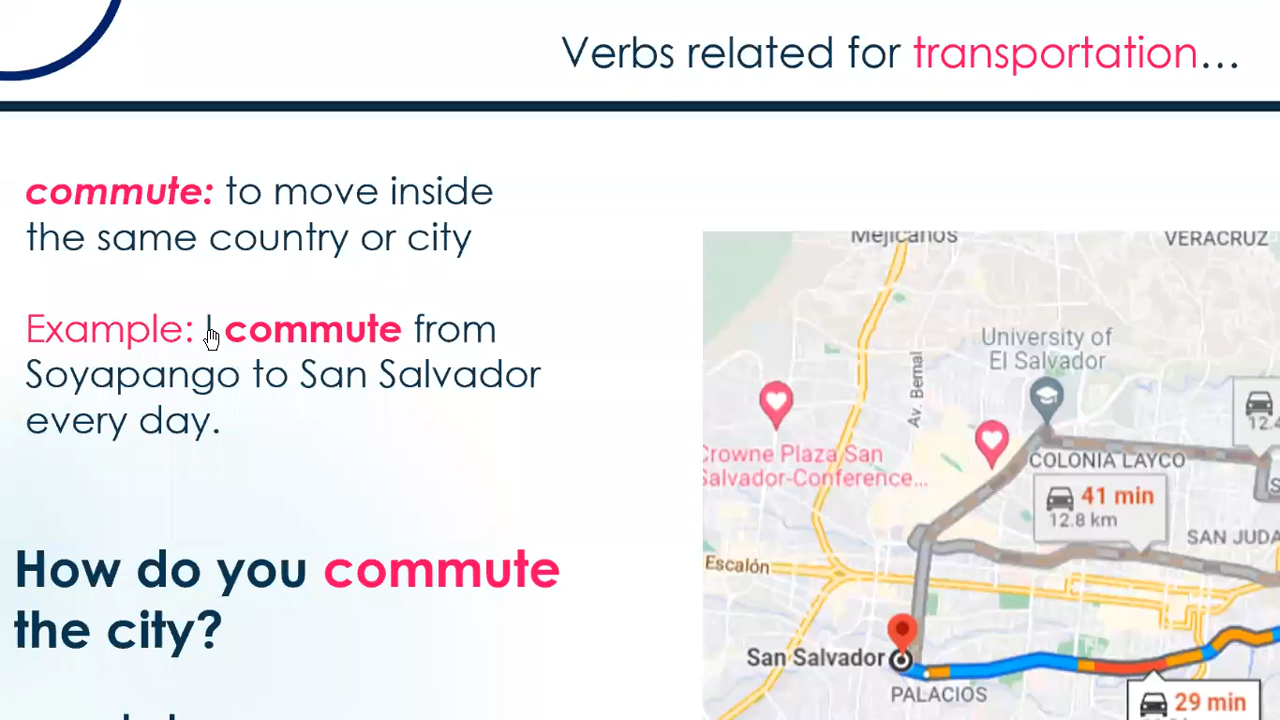 Verbs related for transportation...
commute: to move inside
the same country or city
Example: I commute from
Soyapango to San Salvador
every day.
How do you commute
the city?
Mejicanos
VERACRUZ
University of
El Salvador
Av. Bernal
12.4
Crowne Plaza San
Salvador-Conference...
COLONIA LAYCO
41 min
12.8 km
SAN JUDA
Escalón
San Salvador
PALACIOS
29 min